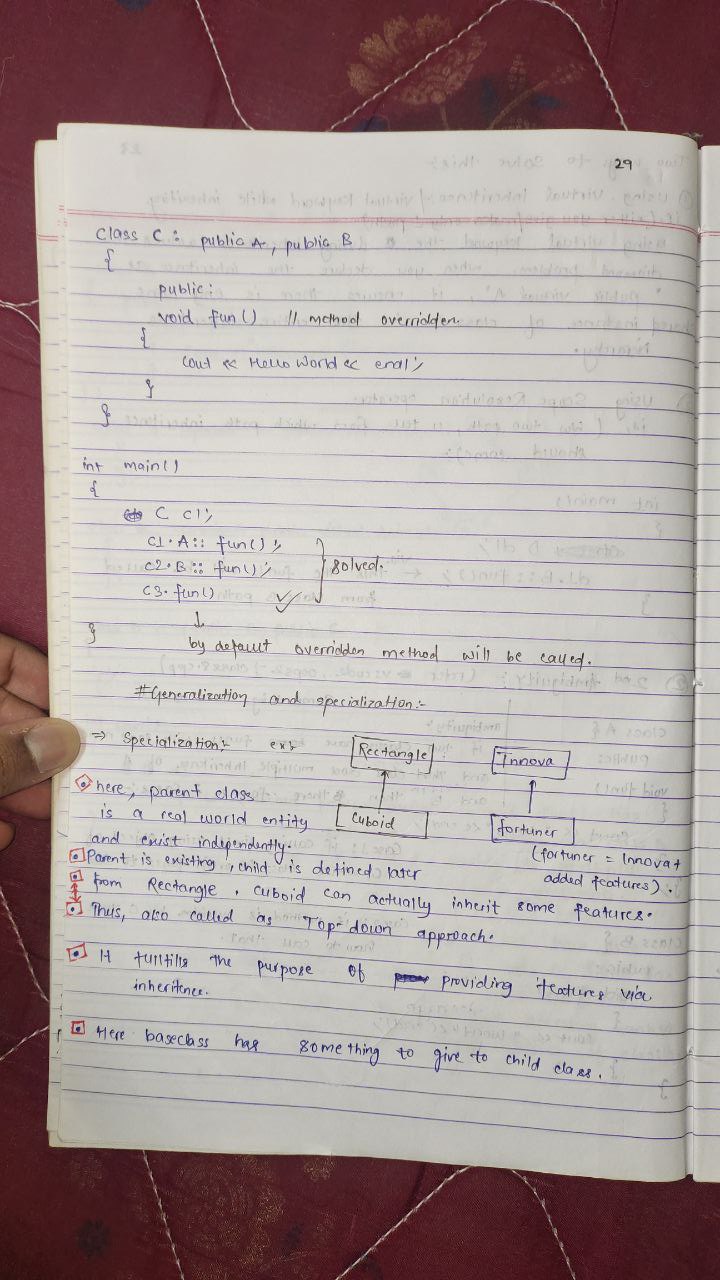 29
class C : public A, public B
{
public:
void fun() // method overridden.
{
cout << Hello World << endl;
}
}
int main()
{
C c1;
c1.A:: fun();
c2.B:: fun();
solved.
c3.fun()
↓
}
by default overridden method will be called.
#Generalization and specialization:-
⇒ Specialization:- ex:
Rectangle
Innova
Cuboid
fortuner
here, parent class
is a real world entity
and exist independently.
(fortuner = Innova +
added features).
Parent is existing, child is defined later
from Rectangle, cuboid can actually inherit some features.
Thus, also called as Top-down approach.
It fullfills the purpose of providing features via
inheritence.
Here baseclass has something to give to child class.